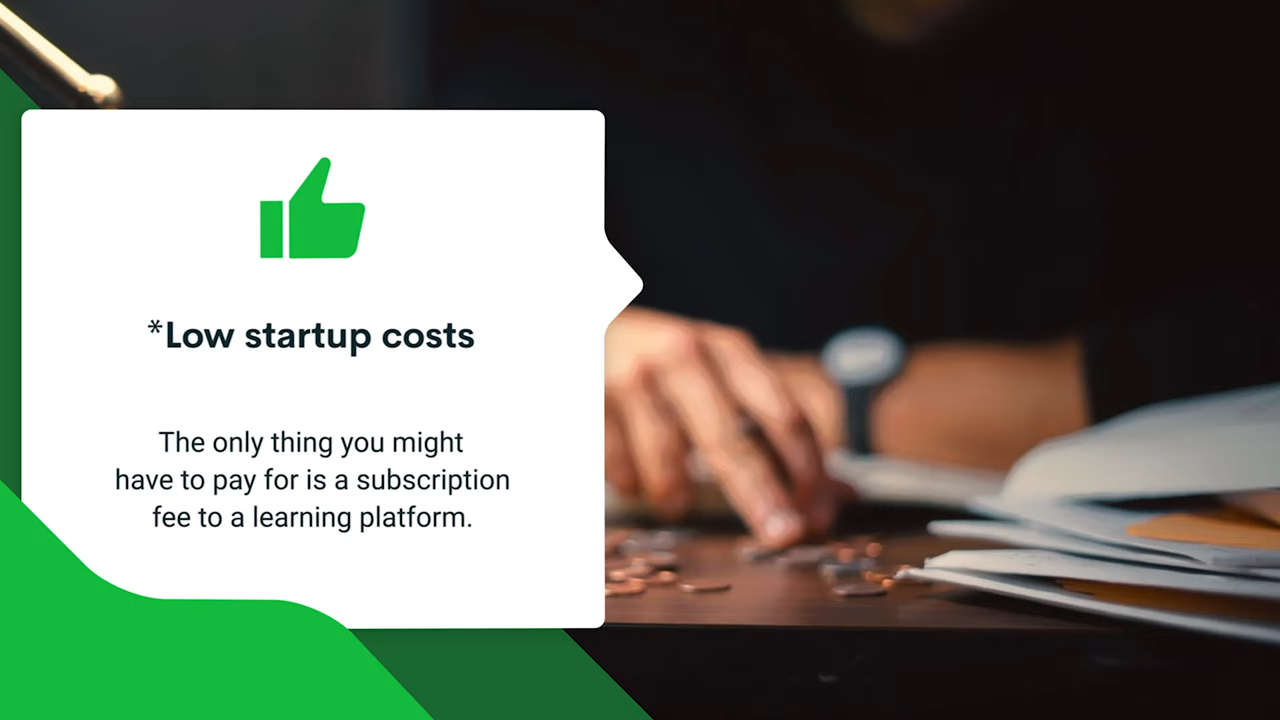 *Low startup costs
The only thing you might
have to pay for is a subscription
fee to a learning platform.